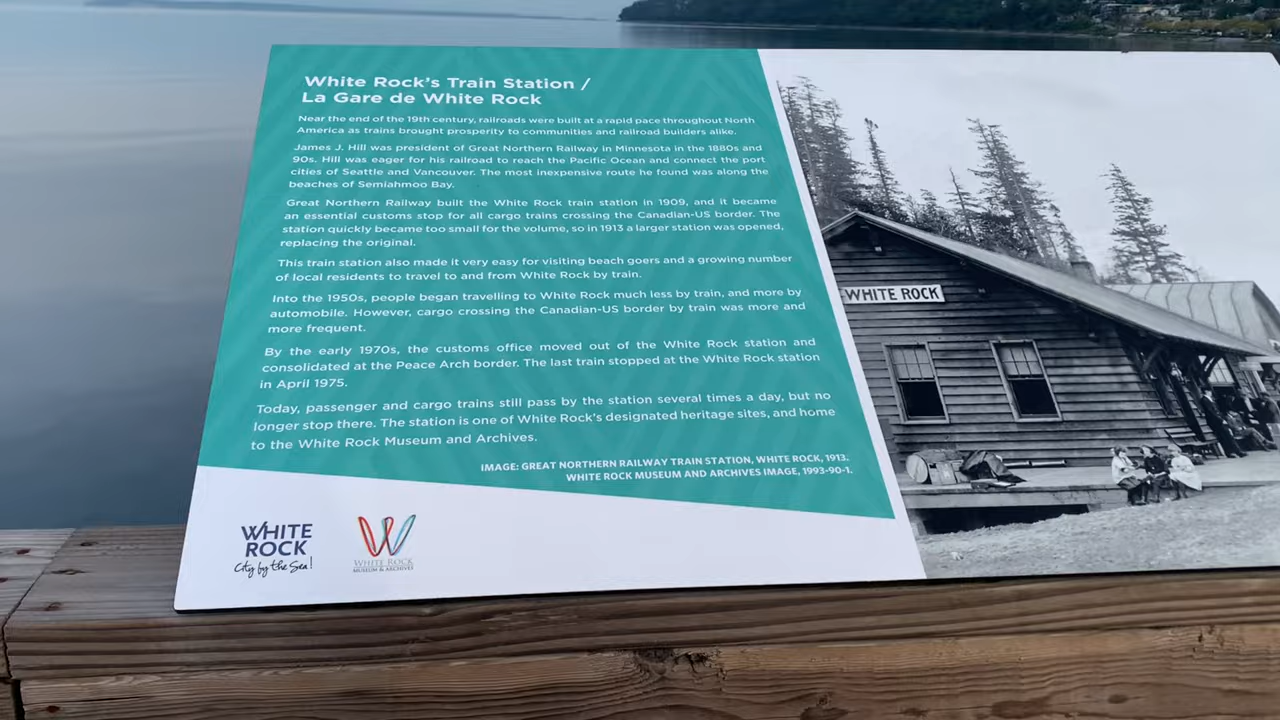 White Rock's Train Station /
La Gare de White Rock
Near the end of the 19th century, railroads were built at a rapid pace throughout North
America as trains brought prosperity to communities and railroad builders alike.
James J. Hill was president of Great Northern Railway in Minnesota in the 1880s and
90s. Hill was eager for his railroad to reach the Pacific Ocean and connect the port
cities of Seattle and Vancouver. The most inexpensive route he found was along the
beaches of Semiahmoo Bay.
Great Northern Railway built the White Rock train station in 1909, and it became
an essential customs stop for all cargo trains crossing the Canadian-US border. The
station quickly became too small for the volume, so in 1913 a larger station was opened,
replacing the original.
This train station also made it very easy for visiting beach goers and a growing number
of local residents to travel to and from White Rock by train.
Into the 1950s, people began travelling to White Rock much less by train, and more by
automobile. However, cargo crossing the Canadian-US border by train was more and
more frequent.
By the early 1970s, the customs office moved out of the White Rock station and
consolidated at the Peace Arch border. The last train stopped at the White Rock station
in April 1975.
Today, passenger and cargo trains still pass by the station several times a day, but no
longer stop there. The station is one of White Rock's designated heritage sites, and home
to the White Rock Museum and Archives.
IMAGE: GREAT NORTHERN RAILWAY TRAIN STATION, WHITE ROCK, 1913.
WHITE ROCK MUSEUM AND ARCHIVES IMAGE, 1993-90-1.
WHITE
ROCK
City by the Sea!
WHITE ROCK
MUSEUM & ARCHIVES
WHITE ROCK